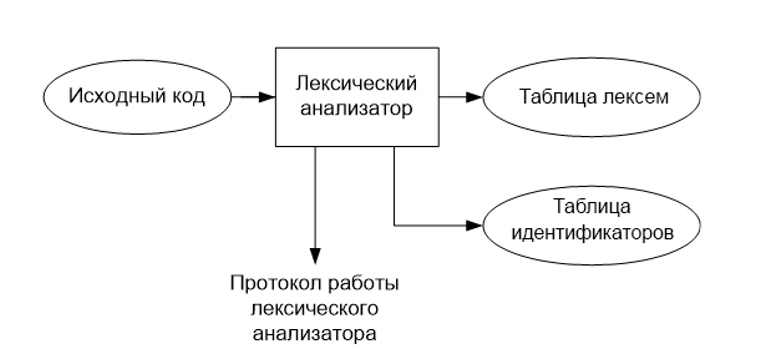 Исходный код
Лексический
анализатор
Таблица лексем
Таблица
идентификаторов
Протокол работы
лексического
анализатора